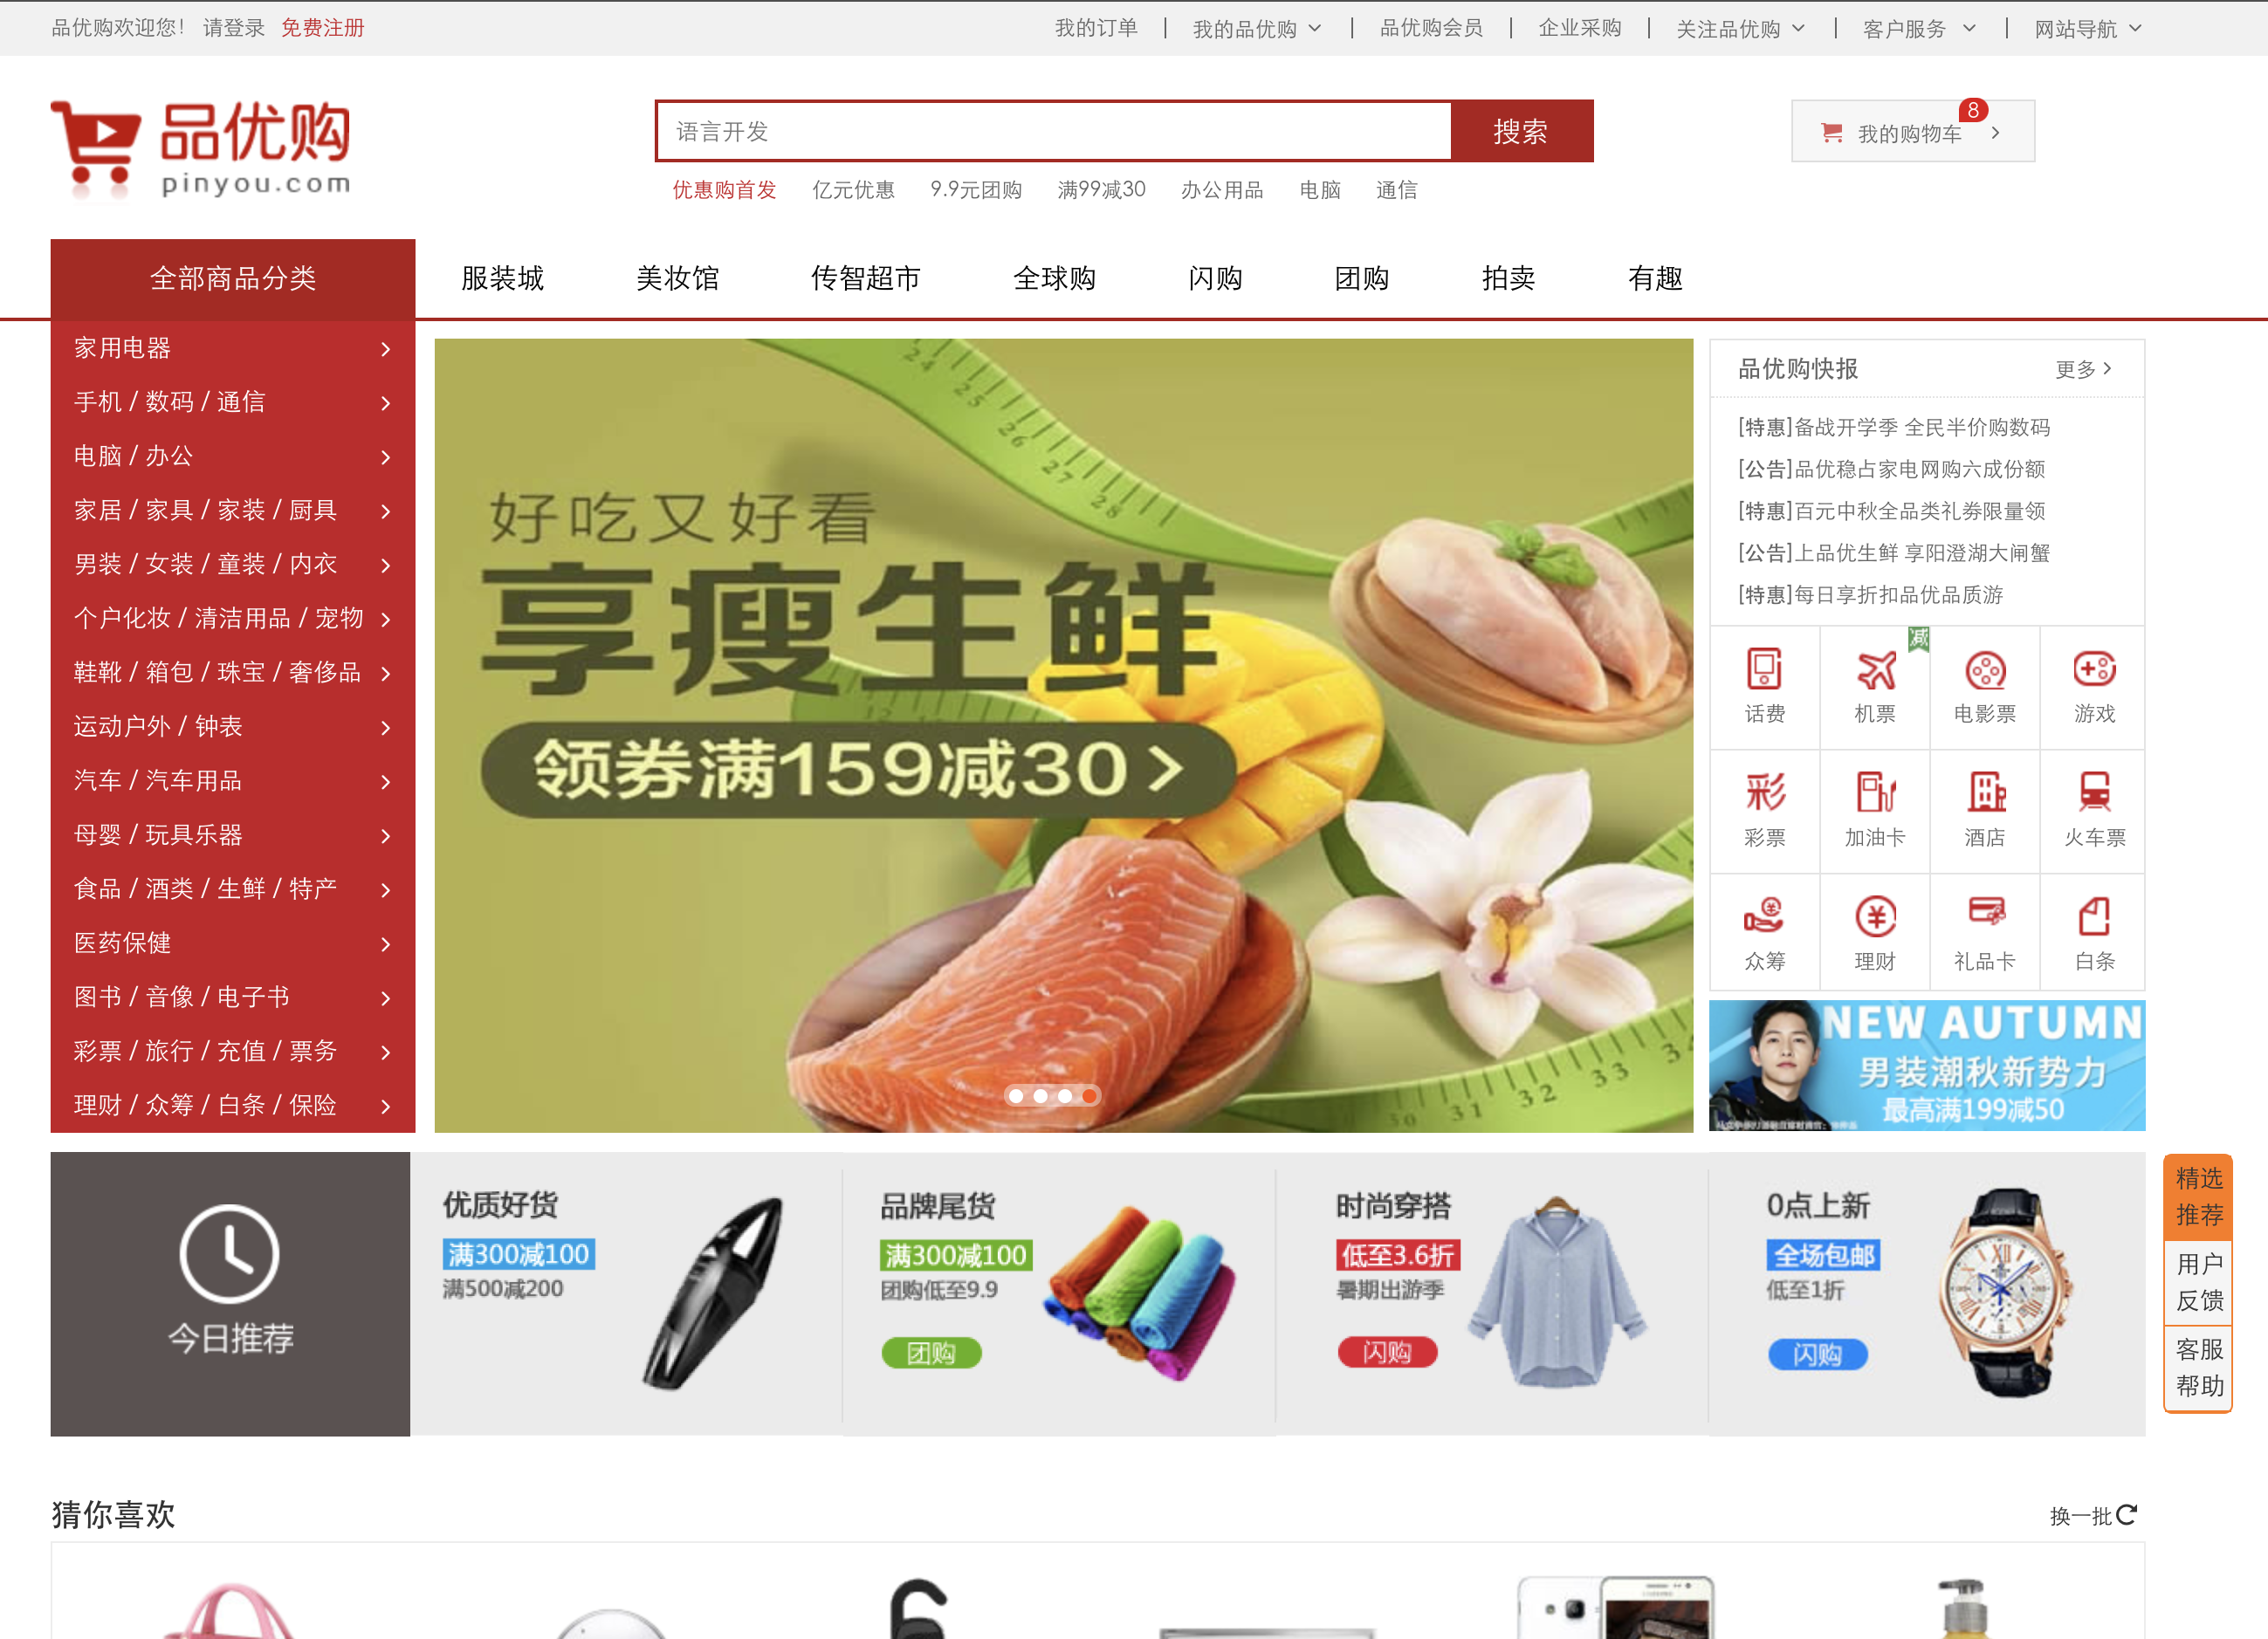 品优购欢迎您! 请登录 免费注册
我的订单 | 我的品优购 | 品优购会员 | 企业采购 | 关注品优购 | 客户服务 | 网站导航
品优购
pinyou.com
语言开发
搜索
8
我的购物车
优惠购首发 亿元优惠 9.9元团购 满99减30 办公用品 电脑 通信
全部商品分类
服装城 美妆馆 传智超市 全球购 闪购 团购 拍卖 有趣
家用电器
手机 / 数码 / 通信
电脑 / 办公
家居 / 家具 / 家装 / 厨具
男装 / 女装 / 童装 / 内衣
个户化妆 / 清洁用品 / 宠物
鞋靴 / 箱包 / 珠宝 / 奢侈品
运动户外 / 钟表
汽车 / 汽车用品
母婴 / 玩具乐器
食品 / 酒类 / 生鲜 / 特产
医药保健
图书 / 音像 / 电子书
彩票 / 旅行 / 充值 / 票务
理财 / 众筹 / 白条 / 保险
24 25 26 27 28
好吃又好看
享瘦生鲜
12
领券满159减30
30 31 32 33 34
品优购快报
更多
[特惠]备战开学季 全民半价购数码
[公告]品优稳占家电网购六成份额
[特惠]百元中秋全品类礼券限量领
[公告]上品优生鲜 享阳澄湖大闸蟹
[特惠]每日享折扣品优品质游
减
话费 机票 电影票 游戏
彩
彩票 加油卡 酒店 火车票
众筹 理财 礼品卡 白条
NEW AUTUMN
男装潮秋新势力
最高满199减50
今日推荐
优质好货
满300减100
满500减200
品牌尾货
满300减100
团购低至9.9
团购
时尚穿搭
低至3.6折
暑期出游季
闪购
0点上新
全场包邮
低至1折
闪购
精选
推荐
用户
反馈
客服
帮助
猜你喜欢
换一批